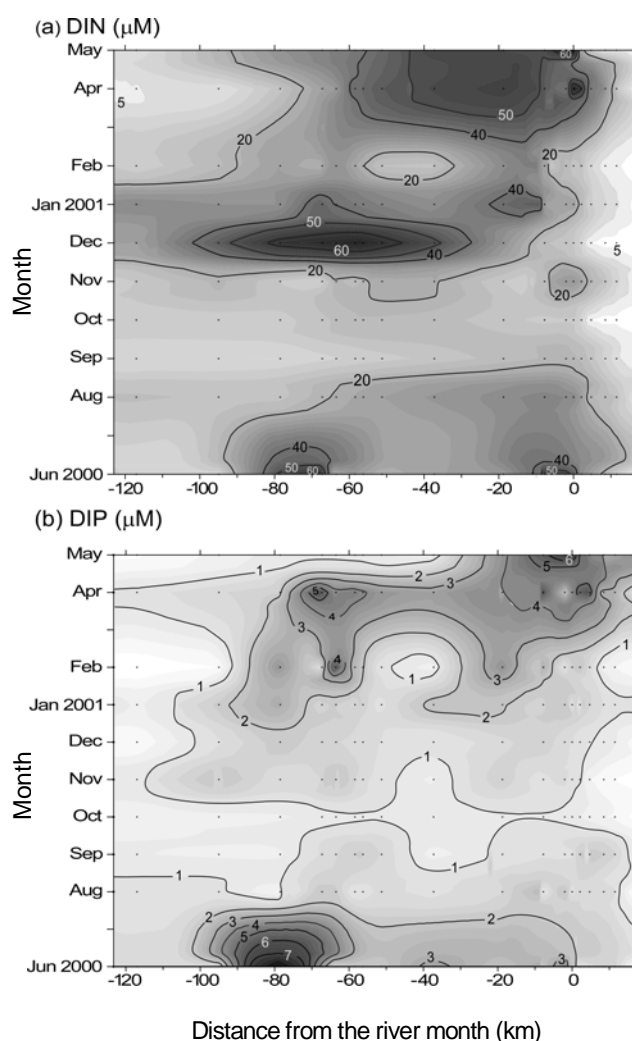 (a) DIN (μM)
May
60
Apr
5
50
40
20
20
Feb
20
40
Jan 2001
50
Dec
5
60
40
20
Nov
20
Oct
Sep
20
Aug
40
40
50 60 50
Jun 2000
-120 -100 -80 -60 -40 -20 0
Month
(b) DIP (μM)
May
6
1
5
2
3
Apr
5
4
4
3
1
Feb
4
1
3
1
Jan 2001
2
2
Dec
1
Nov
Oct
Sep
1
1
Aug
2 3 4 2
5 6
7
3 3
Jun 2000
-120 -100 -80 -60 -40 -20 0
Month
Distance from the river month (km)